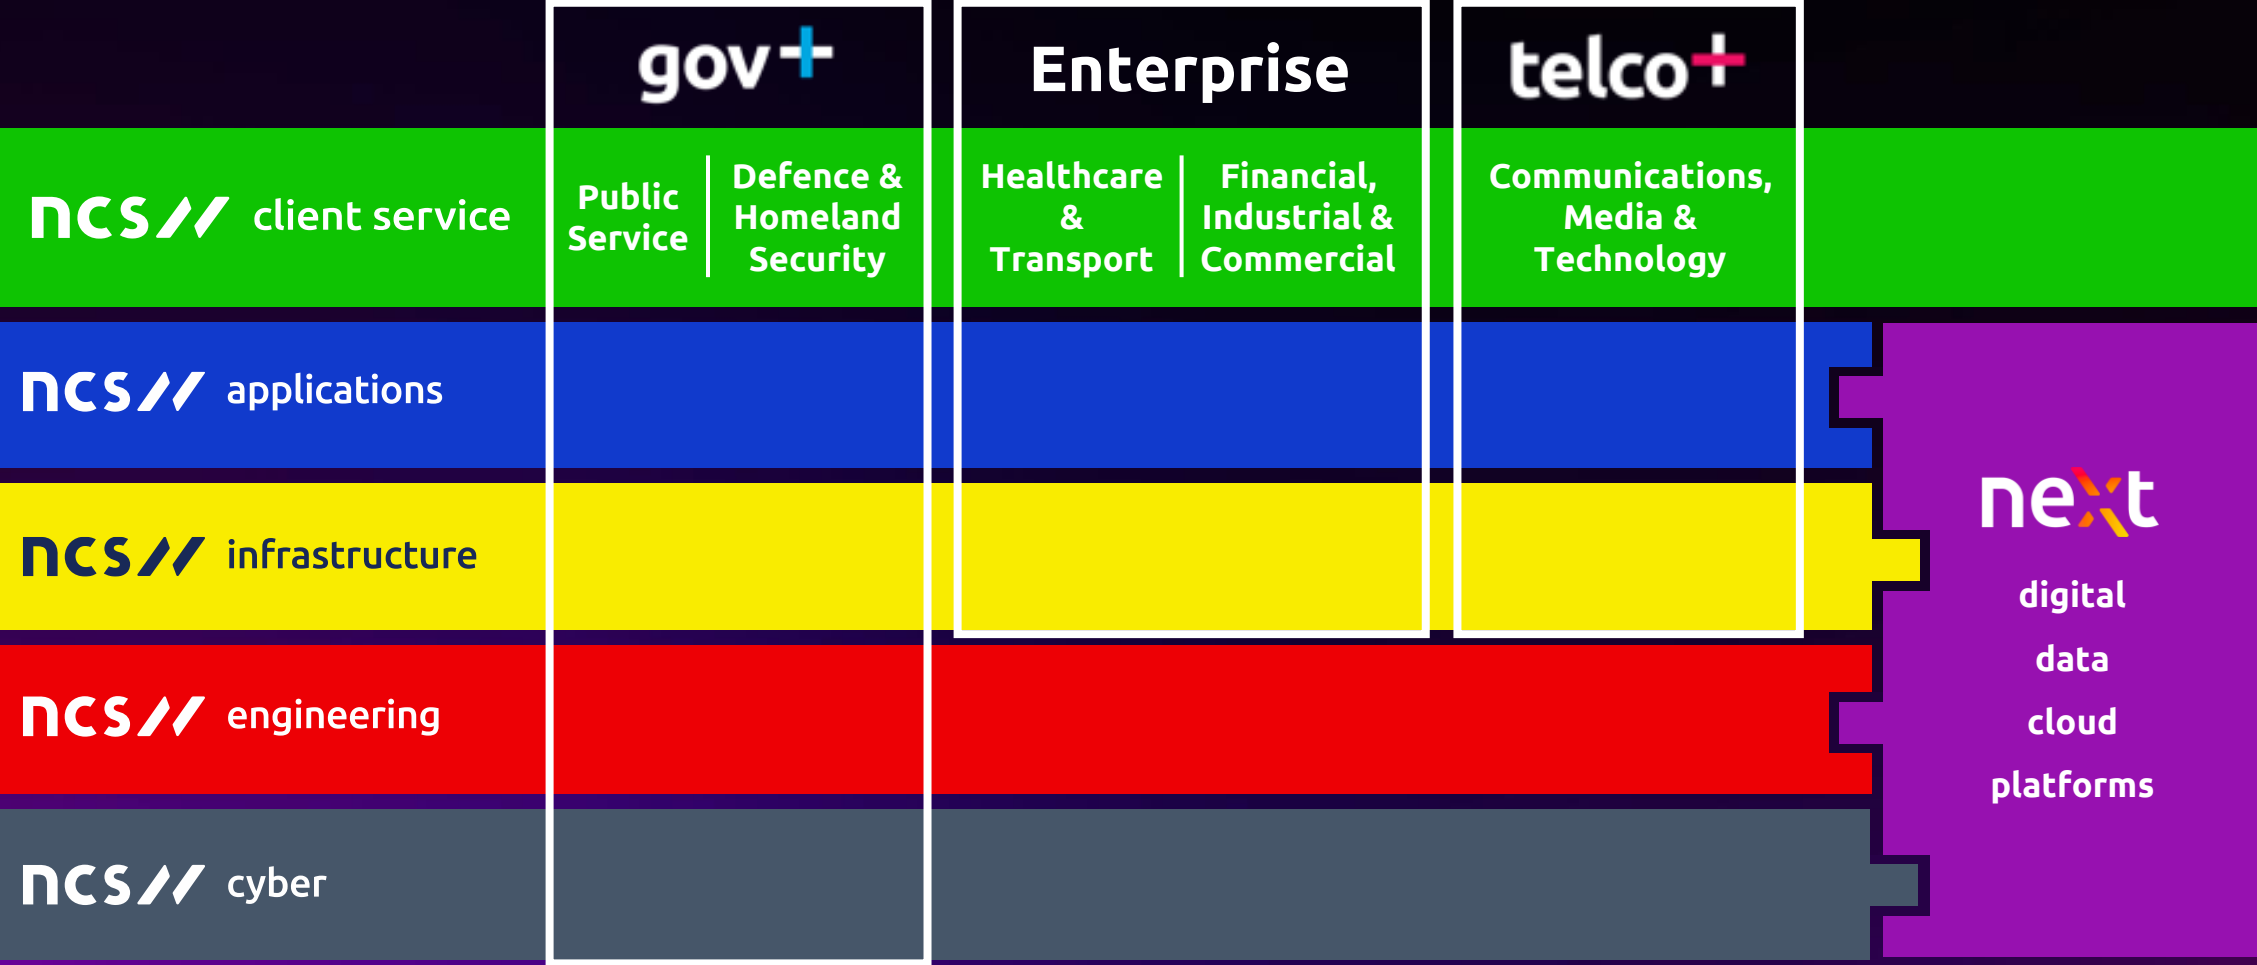 gov+
Enterprise
telco+
ncs// client service
Public
Service
Defence &
Homeland
Security
Healthcare
&
Transport
Financial,
Industrial &
Commercial
Communications,
Media &
Technology
ncs// applications
ncs// infrastructure
ncs// engineering
ncs// cyber
next
digital
data
cloud
platforms